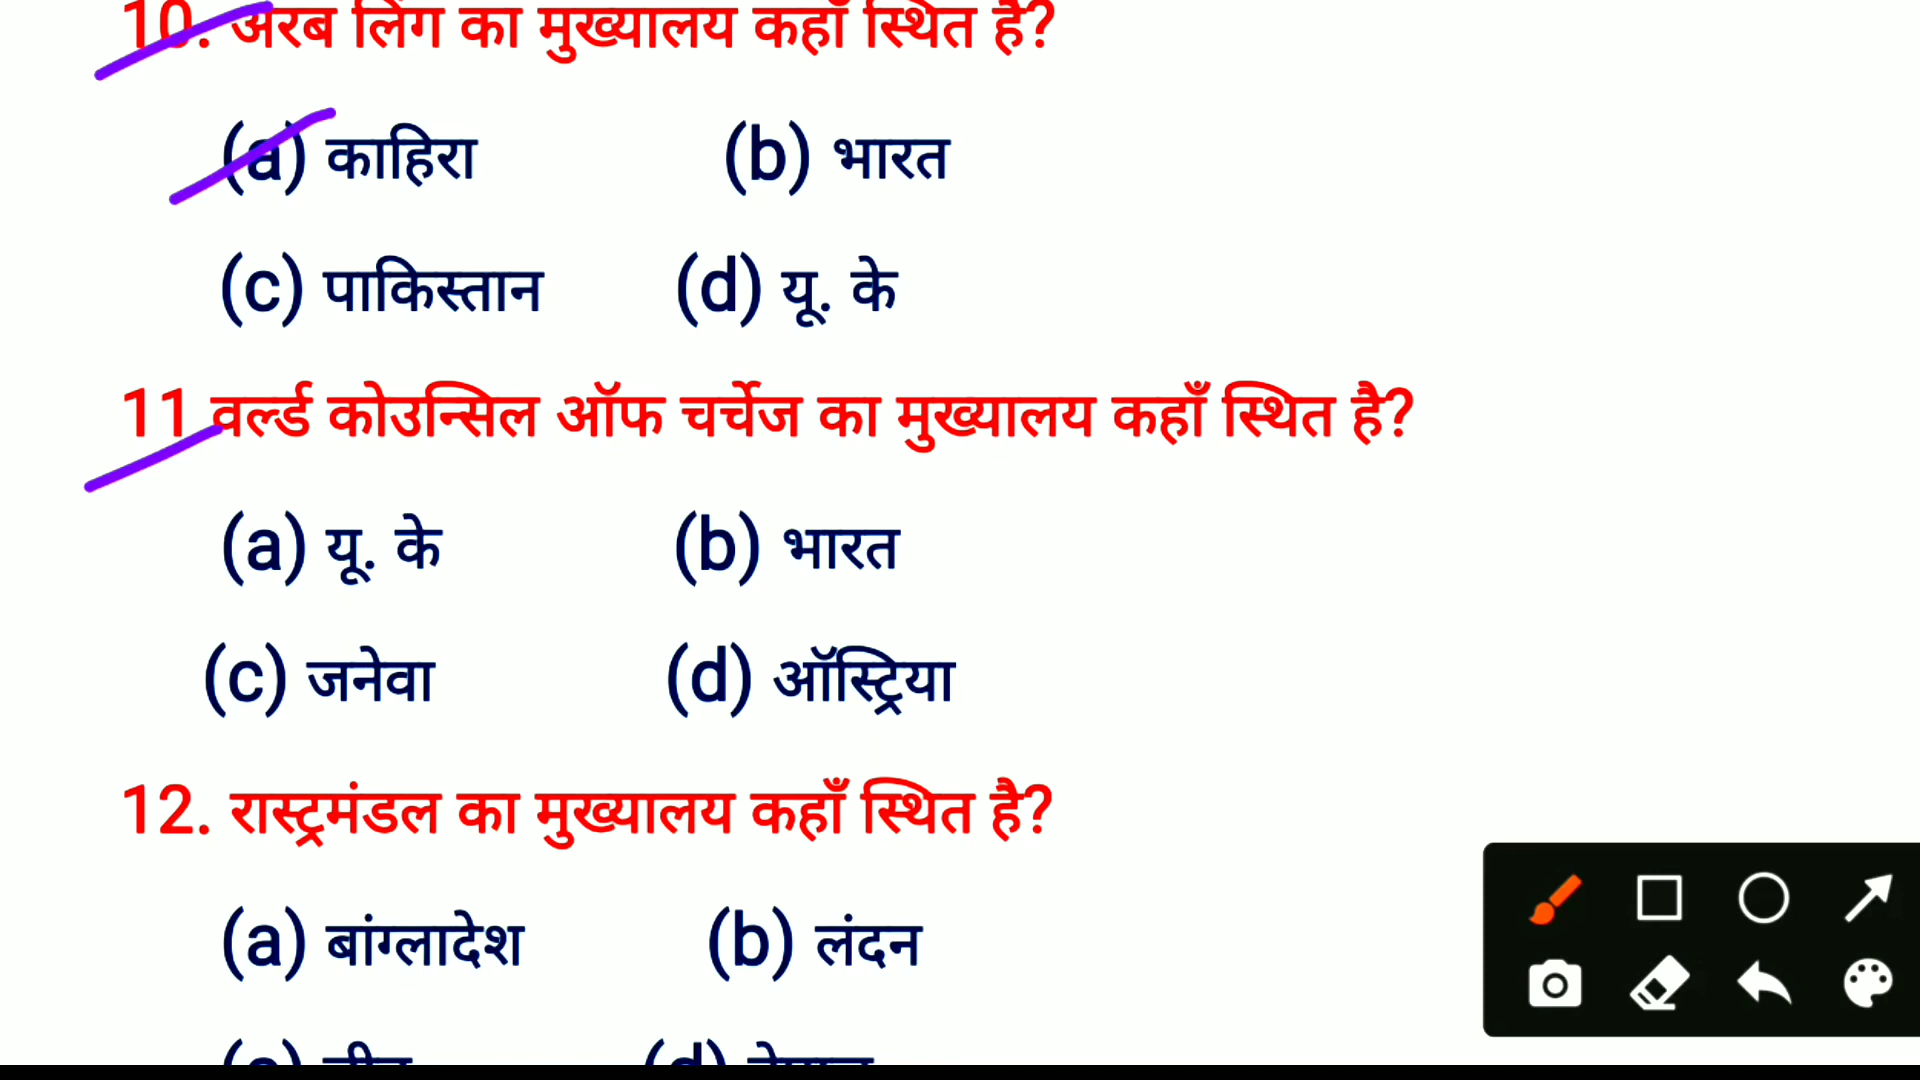 10. अरब लिंग का मुख्यालय कहाँ स्थित है?
(a) काहिरा (b) भारत
(c) पाकिस्तान (d) यू. के
11 वर्ल्ड कोउन्सिल ऑफ चर्चेज का मुख्यालय कहाँ स्थित है?
(a) यू. के (b) भारत
(c) जनेवा (d) ऑस्ट्रिया
12. रास्ट्रमंडल का मुख्यालय कहाँ स्थित है?
(a) बांग्लादेश (b) लंदन
(c) (d)